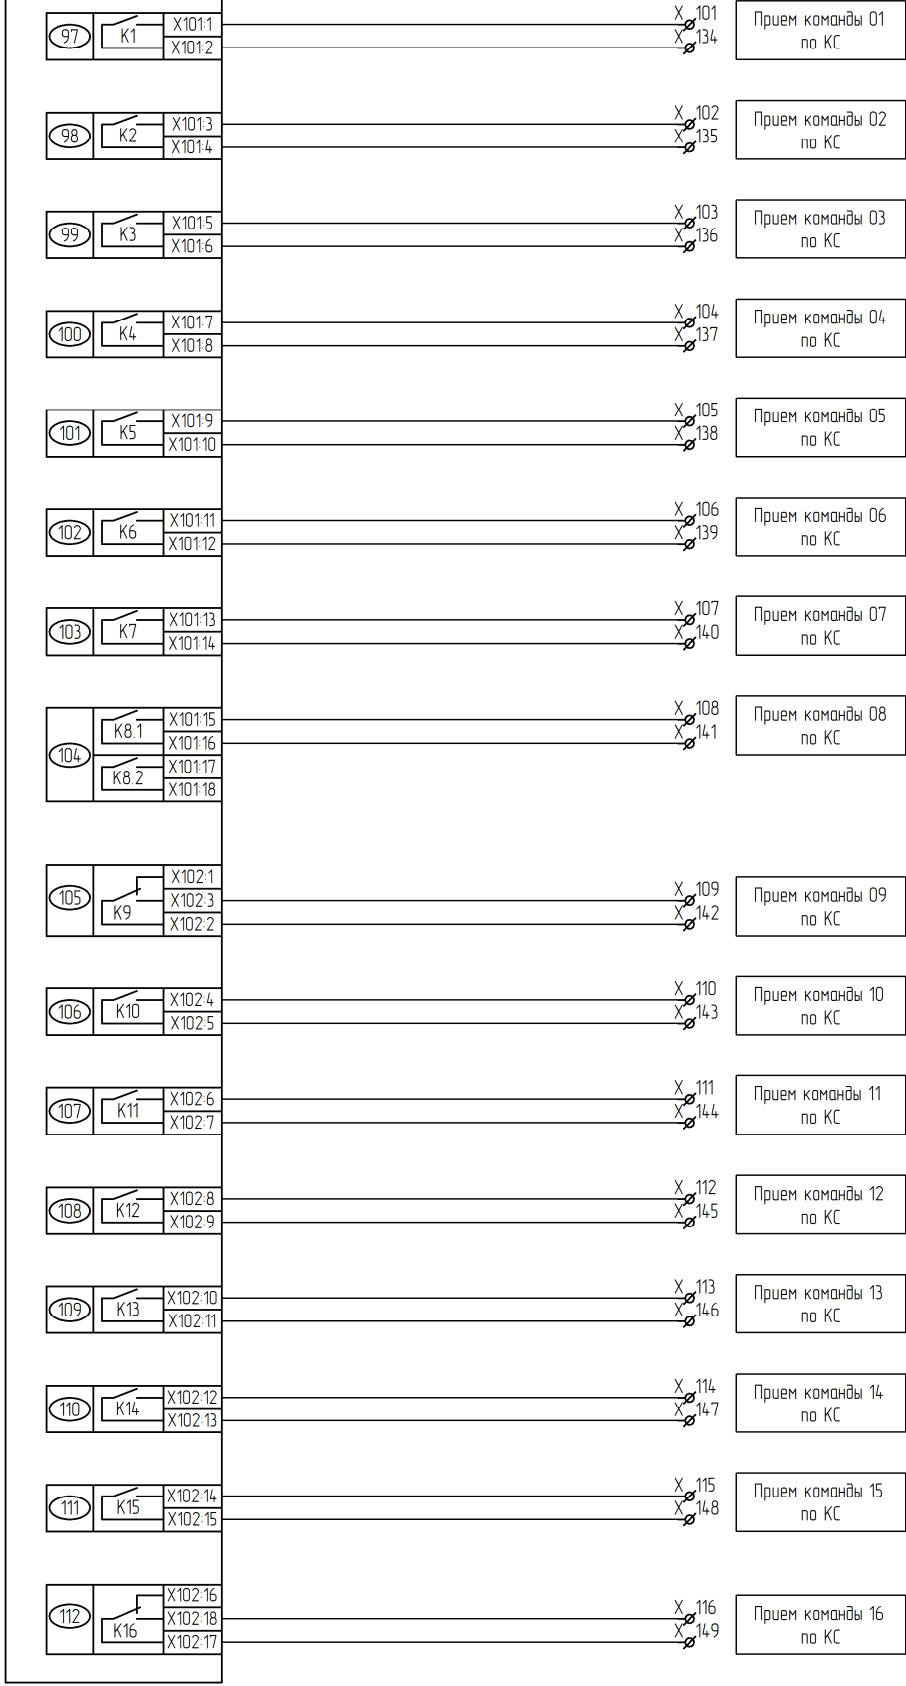 97 K1 X101:1 X 101 Прием команды 01
X101:2 X 134 по КС
98 K2 X101:3 X 102 Прием команды 02
X101:4 X 135 по КС
99 K3 X101:5 X 103 Прием команды 03
X101:6 X 136 по КС
100 K4 X101:7 X 104 Прием команды 04
X101:8 X 137 по КС
101 K5 X101:9 X 105 Прием команды 05
X101:10 X 138 по КС
102 K6 X101:11 X 106 Прием команды 06
X101:12 X 139 по КС
103 K7 X101:13 X 107 Прием команды 07
X101:14 X 140 по КС
104 K8.1 X101:15 X 108 Прием команды 08
X101:16 X 141 по КС
K8.2 X101:17
X101:18
X102:1
105 K9 X102:3 X 109 Прием команды 09
X102:2 X 142 по КС
106 K10 X102:4 X 110 Прием команды 10
X102:5 X 143 по КС
107 K11 X102:6 X 111 Прием команды 11
X102:7 X 144 по КС
108 K12 X102:8 X 112 Прием команды 12
X102:9 X 145 по КС
109 K13 X102:10 X 113 Прием команды 13
X102:11 X 146 по КС
110 K14 X102:12 X 114 Прием команды 14
X102:13 X 147 по КС
111 K15 X102:14 X 115 Прием команды 15
X102:15 X 148 по КС
X102:16
112 K16 X102:18 X 116 Прием команды 16
X102:17 X 149 по КС